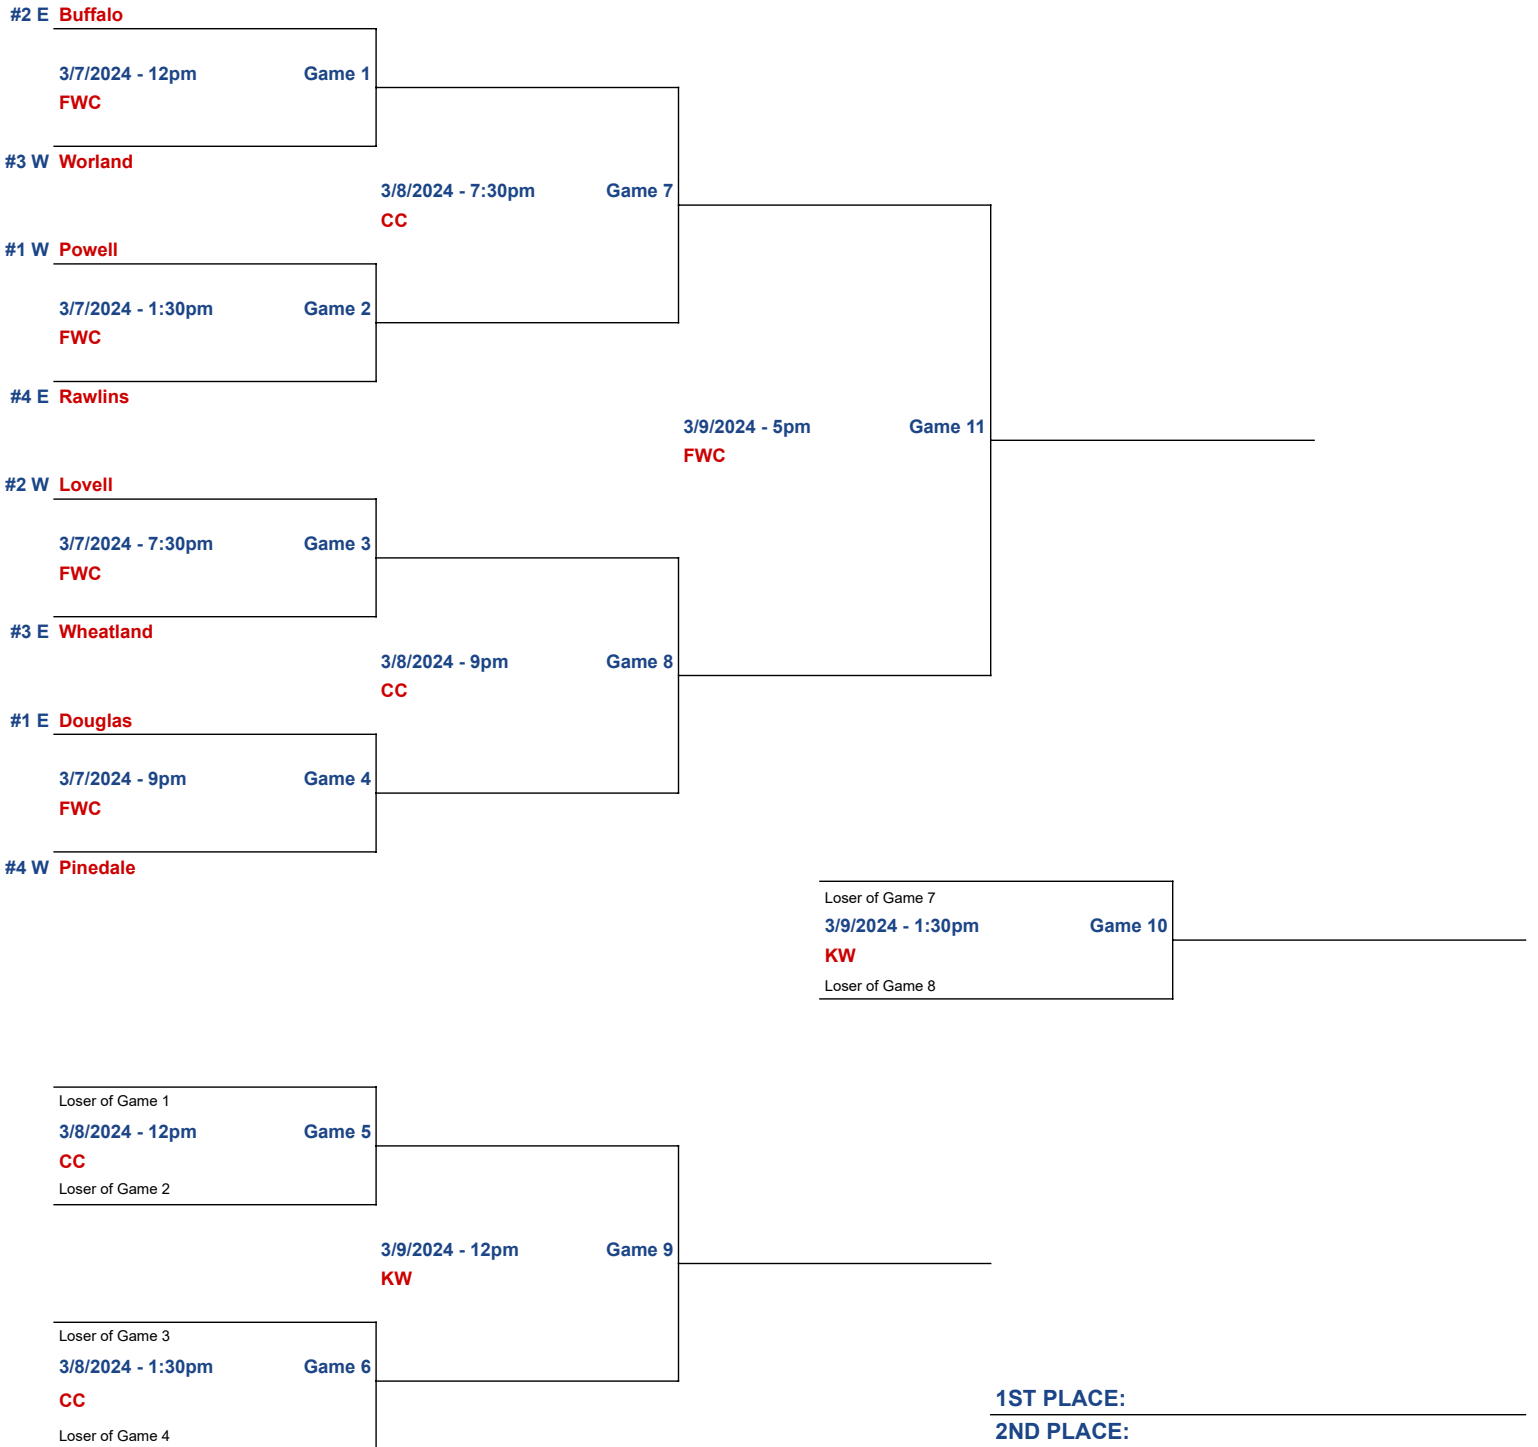 #2 E Buffalo
3/7/2024 - 12pm Game 1
FWC
#3 W Worland
3/8/2024 - 7:30pm Game 7
CC
#1 W Powell
3/7/2024 - 1:30pm Game 2
FWC
#4 E Rawlins
3/9/2024 - 5pm Game 11
FWC
#2 W Lovell
3/7/2024 - 7:30pm Game 3
FWC
#3 E Wheatland
3/8/2024 - 9pm Game 8
CC
#1 E Douglas
3/7/2024 - 9pm Game 4
FWC
#4 W Pinedale
Loser of Game 7
3/9/2024 - 1:30pm Game 10
KW
Loser of Game 8
Loser of Game 1
3/8/2024 - 12pm Game 5
CC
Loser of Game 2
3/9/2024 - 12pm Game 9
KW
Loser of Game 3
3/8/2024 - 1:30pm Game 6
CC
Loser of Game 4
1ST PLACE:
2ND PLACE: